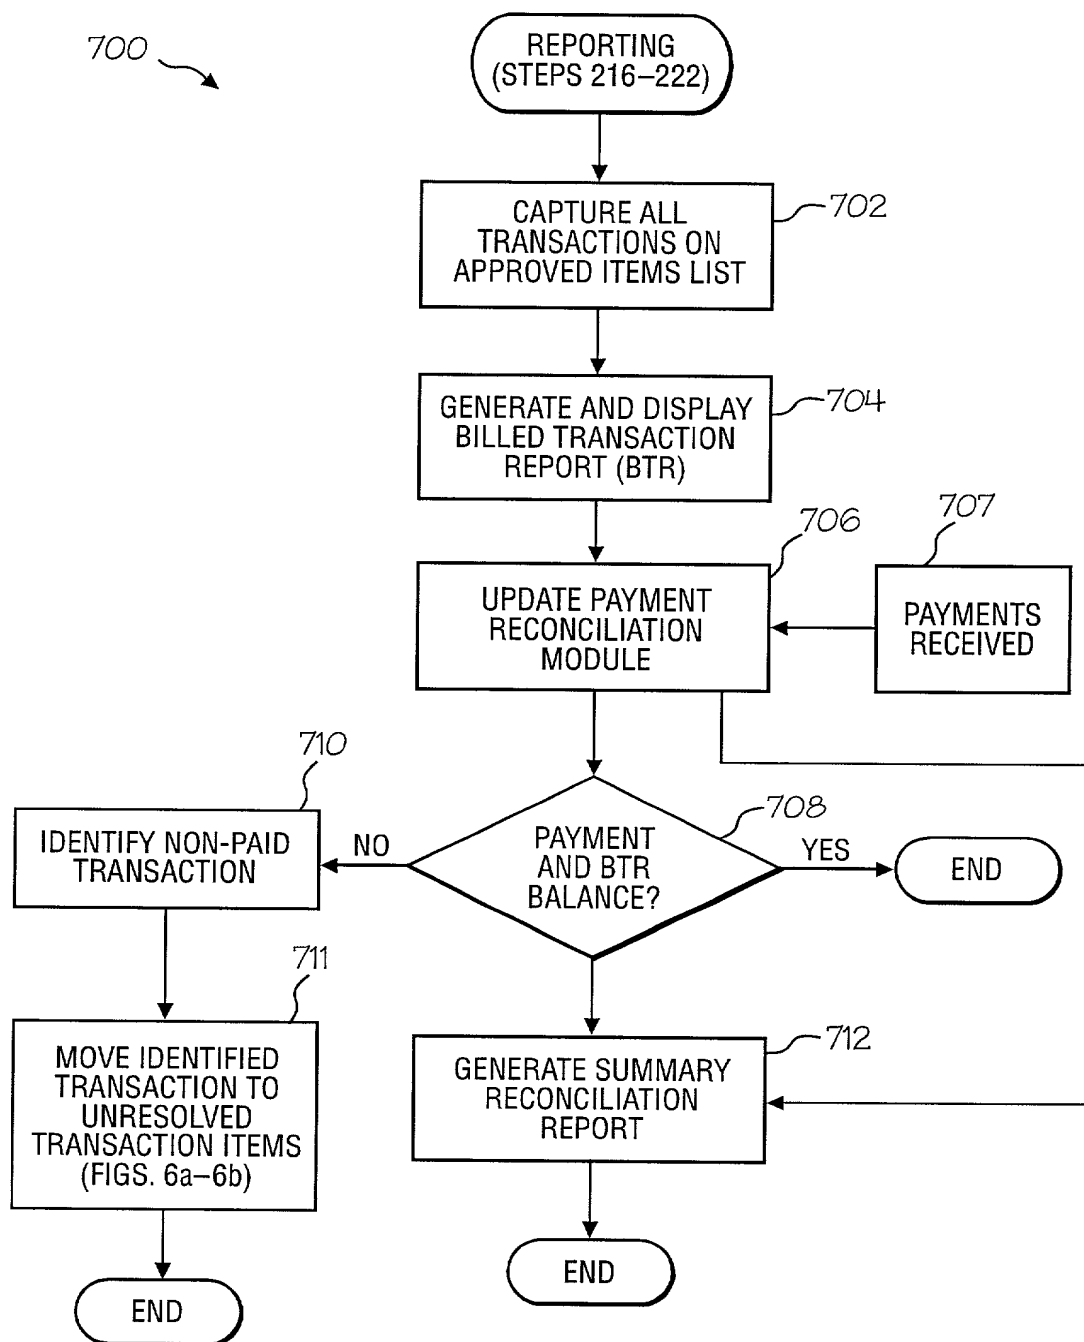 700
REPORTING
(STEPS 216–222)
CAPTURE ALL
TRANSACTIONS ON
APPROVED ITEMS LIST
702
GENERATE AND DISPLAY
BILLED TRANSACTION
REPORT (BTR)
704
706
707
UPDATE PAYMENT
RECONCILIATION
MODULE
PAYMENTS
RECEIVED
710
708
IDENTIFY NON-PAID
TRANSACTION
NO
PAYMENT
AND BTR
BALANCE?
YES
END
711
MOVE IDENTIFIED
TRANSACTION TO
UNRESOLVED
TRANSACTION ITEMS
(FIGS. 6a–6b)
712
GENERATE SUMMARY
RECONCILIATION
REPORT
END
END